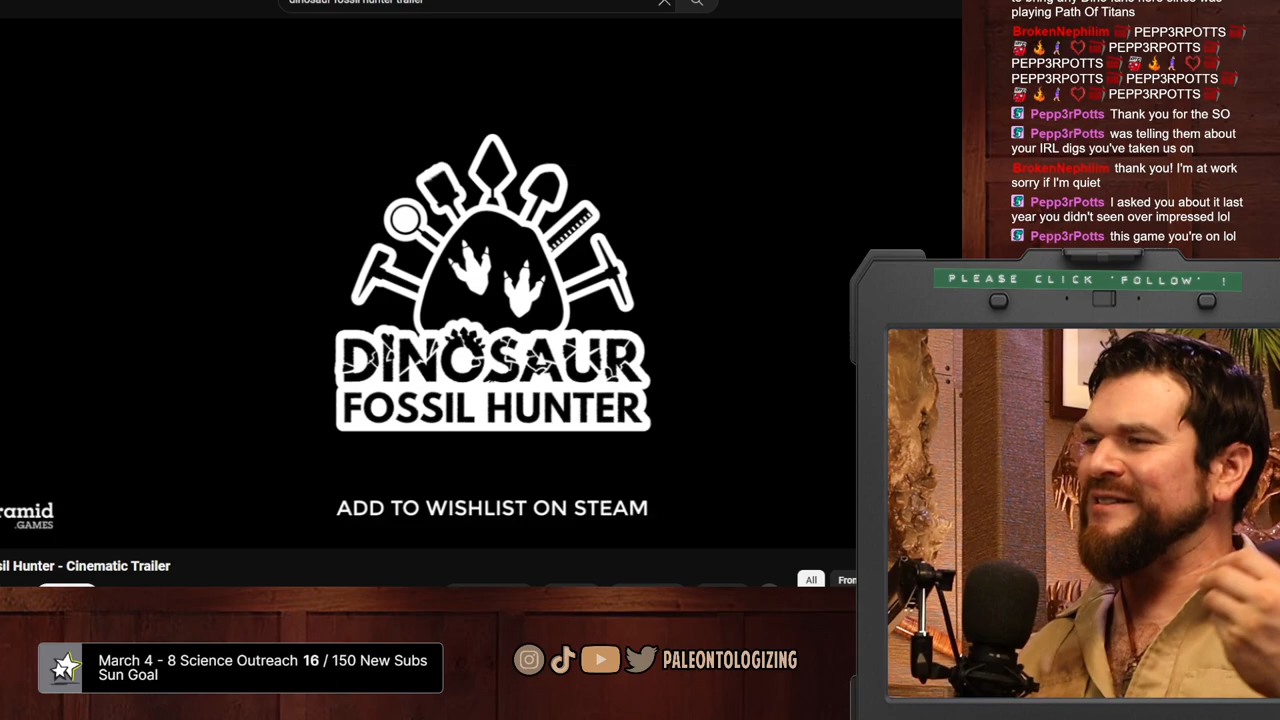 dinosaur fossil hunter trailer
to bring any Dino fans here since was
playing Path Of Titans
BrokenNephilim PEPP3RPOTTS
PEPP3RPOTTS
PEPP3RPOTTS
PEPP3RPOTTS PEPP3RPOTTS
PEPP3RPOTTS
Pepp3rPotts Thank you for the SO
Pepp3rPotts was telling them about
your IRL digs you've taken us on
BrokenNephilim thank you! I'm at work
sorry if I'm quiet
Pepp3rPotts I asked you about it last
year you didn't seen over impressed lol
Pepp3rPotts this game you're on lol
PLEASE CLICK "FOLLOW" !
DINOSAUR
FOSSIL HUNTER
ADD TO WISHLIST ON STEAM
ramid
.GAMES
sil Hunter - Cinematic Trailer
All
From
March 4 - 8 Science Outreach 16 / 150 New Subs
Sun Goal
PALEONTOLOGIZING